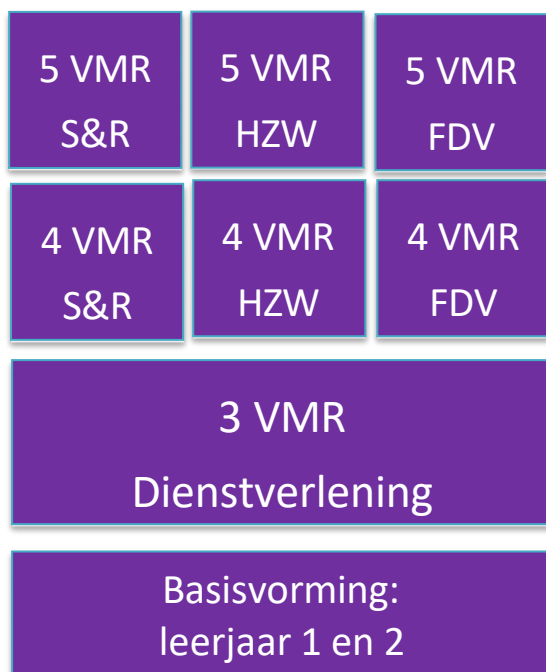 5 VMR
S&R
5 VMR
HZW
5 VMR
FDV
4 VMR
S&R
4 VMR
HZW
4 VMR
FDV
3 VMR
Dienstverlening
Basisvorming:
leerjaar 1 en 2